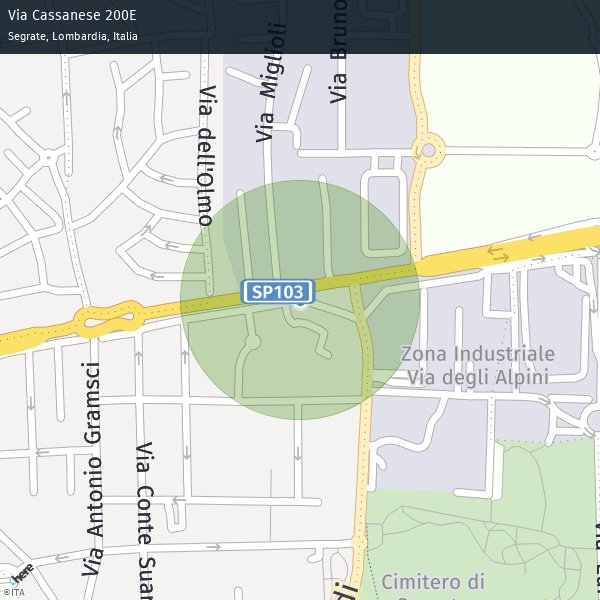 Via Cassanese 200E
Segrate, Lombardia, Italia
Via Miglioli
Via Bruno
Via dell'Olmo
SP103
Zona Industriale
Via degli Alpini
Via Antonio Gramsci
Via Conte Suar
Cimitero di
here
©ITA